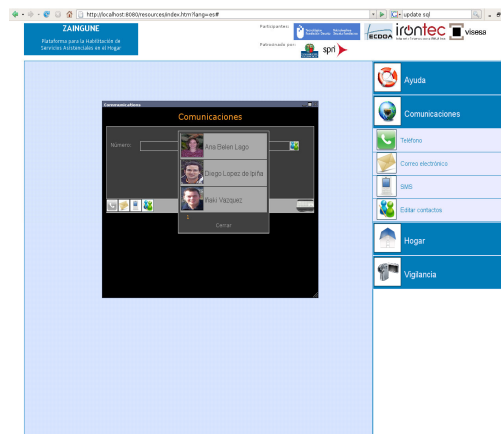 http://localhost:8080/resources/index.htm?lang=es#
update sql
ZAINGUNE
Plataforma para la Habilitación de
Servicios Asistenciales en el Hogar
Participantes:
Patrocinado por:
ECDQA
irontec
visesa
spri
Ayuda
Comunicaciones
Teléfono
Correo electrónico
SMS
Editar contactos
Hogar
Vigilancia
Communications
Comunicaciones
Número:
Ana Belen Lago
Diego Lopez de Ipiña
Iñaki Vazquez
1
Cerrar